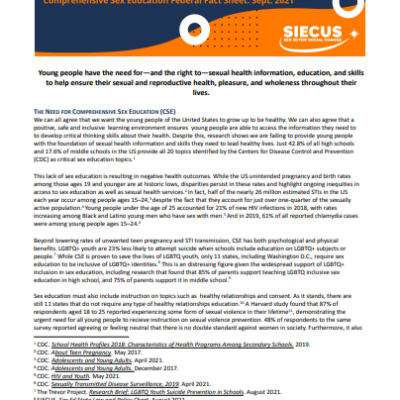 Comprehensive Sex Education Federal Fact Sheet: Sept. 2021
SIECUS
SEX ED FOR SOCIAL CHANGE
Young people have the need for—and the right to—sexual health information, education, and skills
to help ensure their sexual and reproductive health, pleasure, and wholeness throughout their
lives.
THE NEED FOR COMPREHENSIVE SEX EDUCATION (CSE)
We can all agree that we want the young people of the United States to grow up to be healthy. We can also agree that a
positive, safe and inclusive learning environment ensures young people are able to access the information they need to
to develop critical thinking skills about their health. Despite this, research shows we are failing to provide young people
with the foundation of sexual health information and skills they need to lead healthy lives. Just 42.8% of all high schools
and 17.6% of middle schools in the US provide all 20 topics identified by the Centers for Disease Control and Prevention
(CDC) as critical sex education topics.¹
This lack of sex education is resulting in negative health outcomes. While the US unintended pregnancy and birth rates
among those aged 19 and younger are at historic lows, disparities persist in these rates and highlight ongoing inequities in
access to sex education as well as sexual health services.² In fact, half of the nearly 26 million estimated STIs in the US
each year occur among people ages 15–24,³ despite the fact that they account for just over one-quarter of the sexually
active population.⁴ Young people under the age of 25 accounted for 21% of new HIV infections in 2018, with rates
increasing among Black and Latino young men who have sex with men.⁵ And in 2019, 61% of all reported chlamydia cases
were among young people ages 15–24.⁶
Beyond lowering rates of unwanted teen pregnancy and STI transmission, CSE has both psychological and physical
benefits. LGBTQ+ youth are 23% less likely to attempt suicide when schools include education on LGBTQ+ subjects or
people.⁷ While CSE is proven to save the lives of LGBTQ youth, only 11 states, including Washington D.C., require sex
education to be inclusive of LGBTQ+ identities.⁸ This is an distressing figure given the widespread support of LGBTQ+
inclusion in sex education, including research that found that 85% of parents support teaching LGBTQ inclusive sex
education in high school, and 75% of parents support it in middle school.⁹
Sex education must also include instruction on topics such as healthy relationships and consent. As it stands, there are
still 11 states that do not require any type of healthy relationships education.¹⁰ A Harvard study found that 87% of
respondents aged 18 to 25 reported experiencing some form of sexual violence in their lifetime¹¹, demonstrating the
urgent need for all young people to recieve instruction on sexual violence prevention. 48% of respondents to the same
survey reported agreeing or feeling neutral that there is no double standard against women in society. Furthermore, it also
¹ CDC. School Health Profiles 2018: Characteristics of Health Programs Among Secondary Schools. 2019.
² CDC. About Teen Pregnancy. May 2017.
³ CDC. Adolescents and Young Adults. April 2021.
⁴ CDC. Adolescents and Young Adults. December 2017.
⁵ CDC. HIV and Youth. May 2021.
⁶ CDC. Sexually Transmitted Disease Surveillance, 2019. April 2021.
⁷ The Trevor Project. Research Brief: LGBTQ Youth Suicide Prevention in Schools. August 2021.